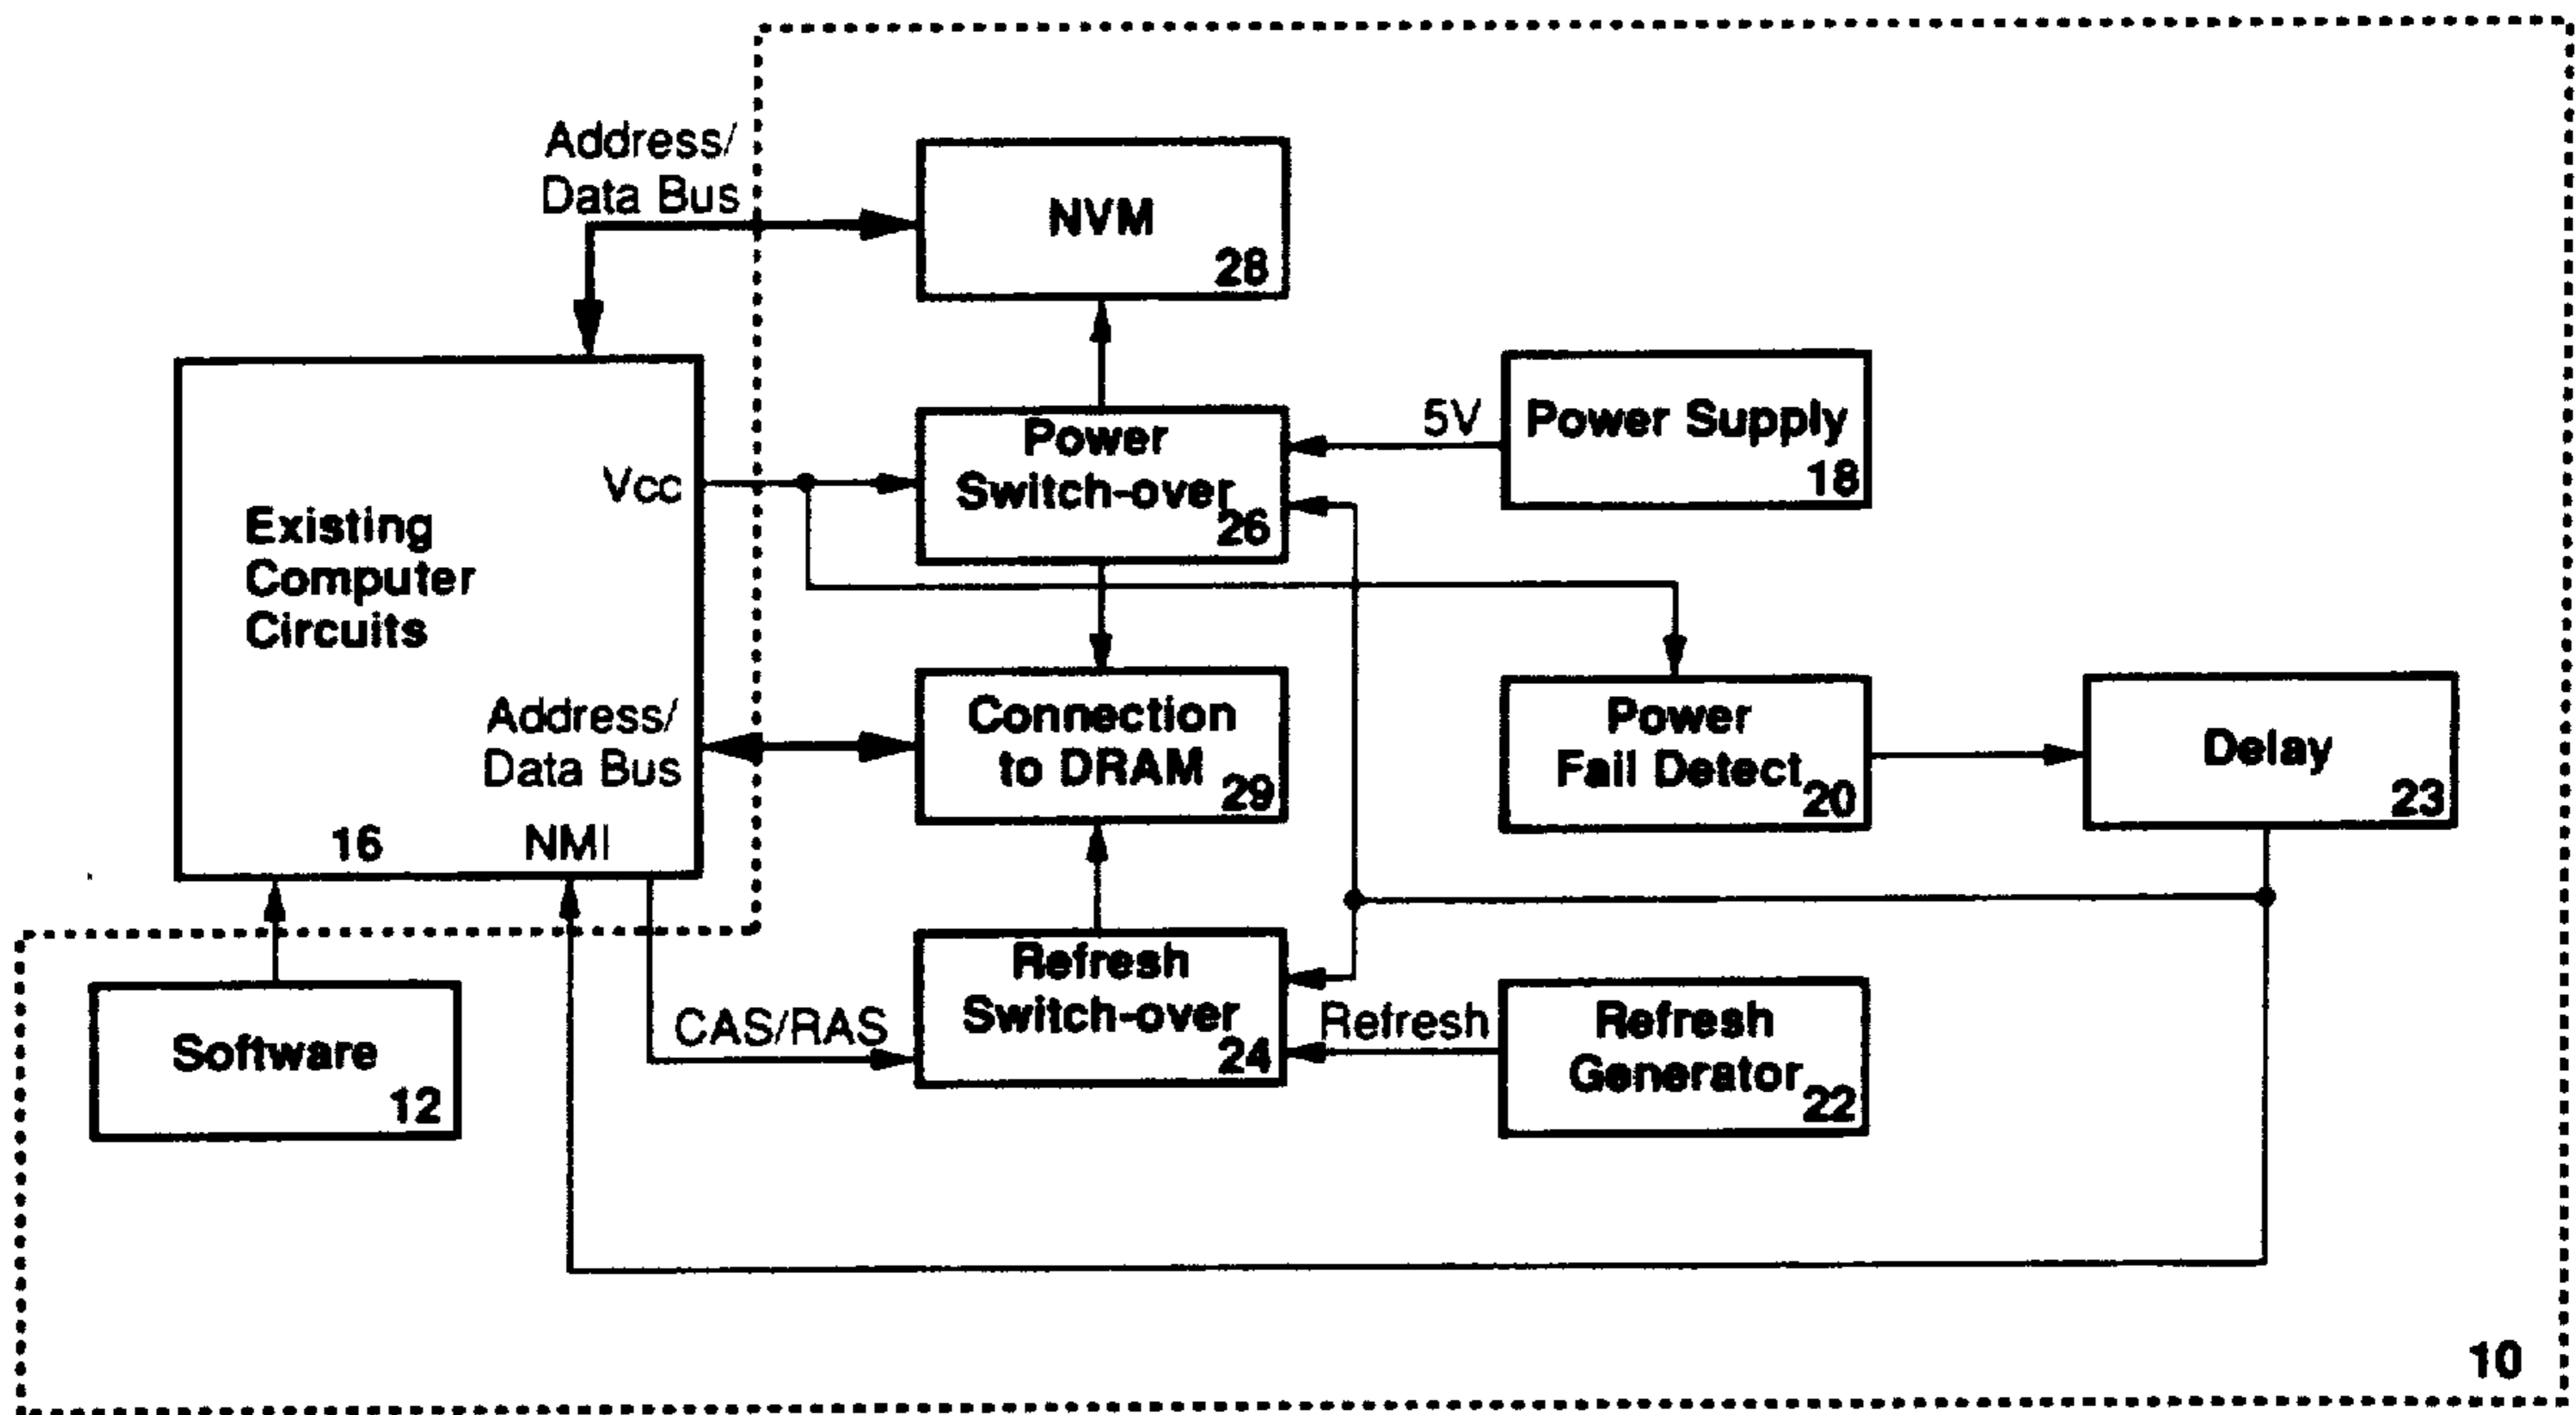 Address/
Data Bus
NVM
28
Power Supply
18
5V
Power
Switch-over
26
Vcc
Existing
Computer
Circuits
Address/
Data Bus
16
NMI
Connection
to DRAM
29
Power
Fail Detect
20
Delay
23
Software
12
CAS/RAS
Refresh
Switch-over
24
Refresh
Refresh
Generator
22
10